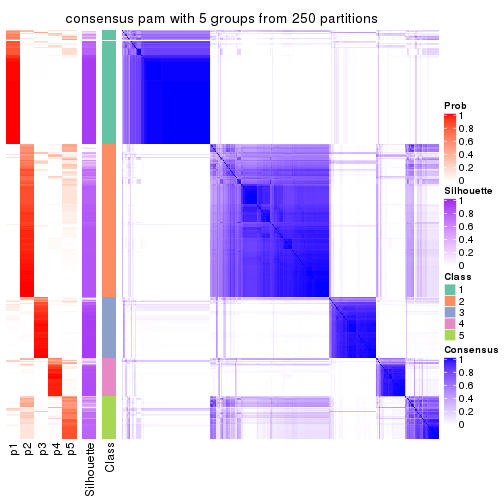 consensus pam with 5 groups from 250 partitions
Prob
1
0.8
0.6
0.4
0.2
0
Silhouette
1
0.8
0.6
0.4
0.2
0
Class
1
2
3
4
5
Consensus
1
0.8
0.6
0.4
0.2
0
p1
p2
p3
p4
p5
Silhouette
Class